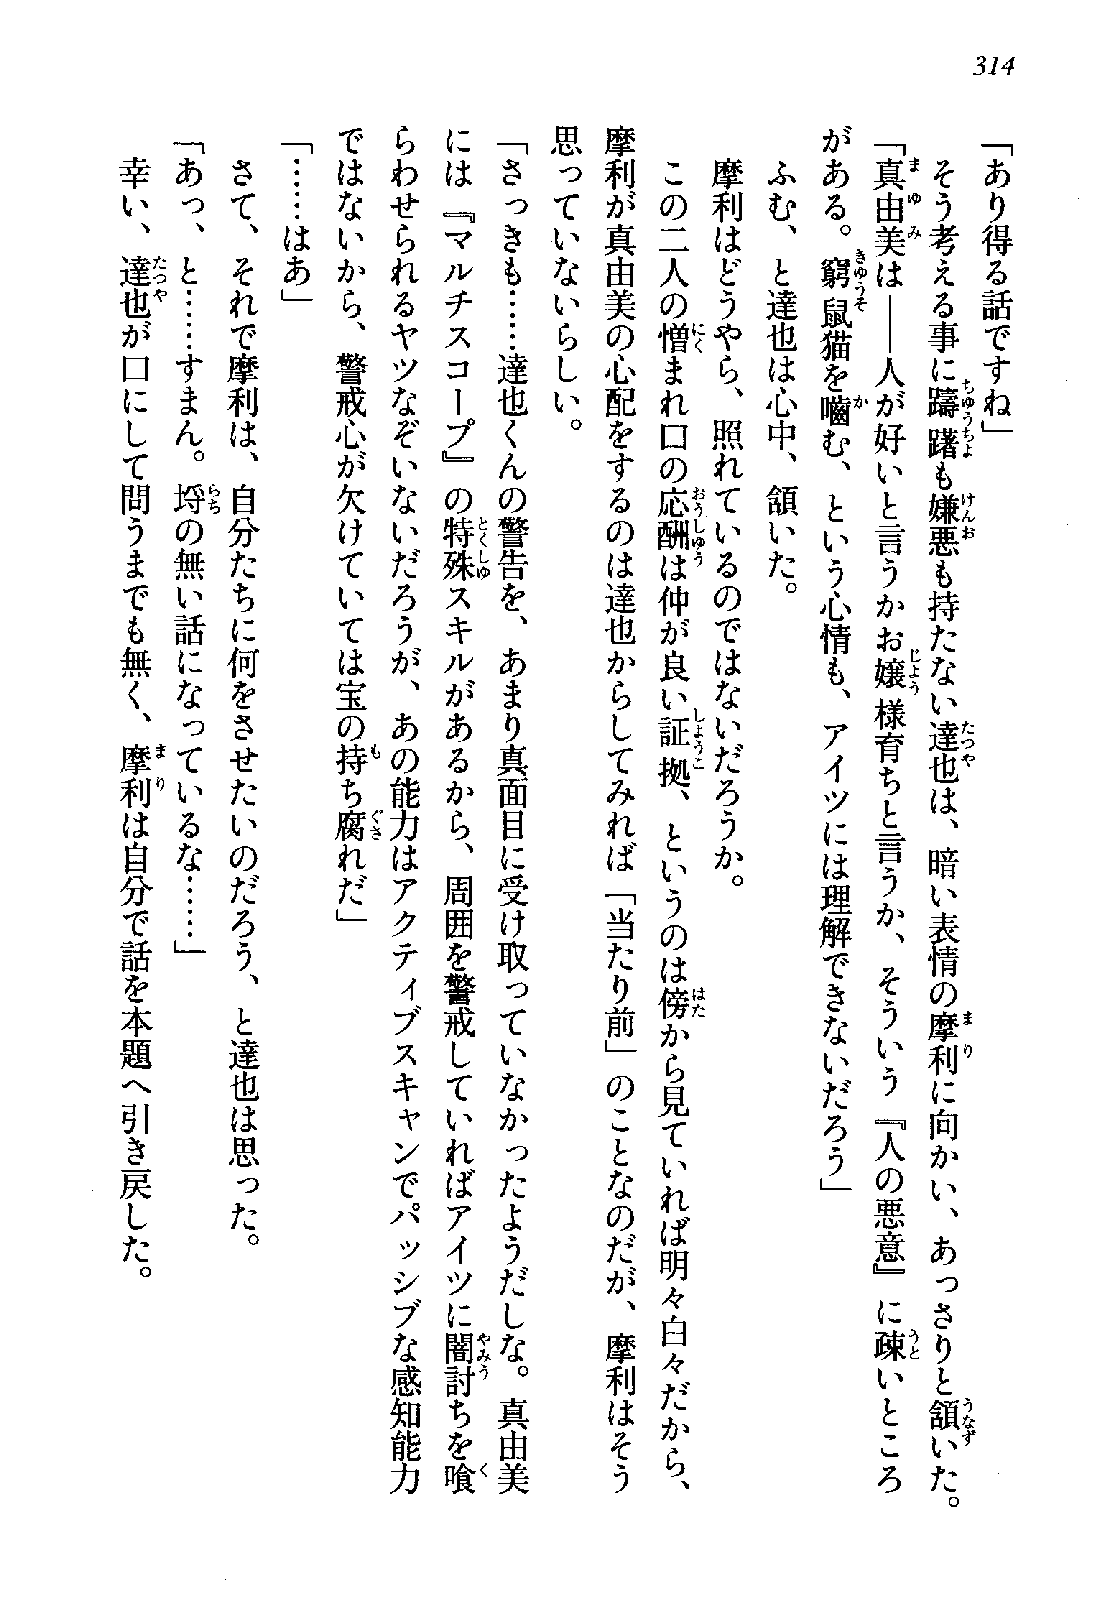 314
「あり得る話ですね」
そう考える事に躊躇も嫌悪も持たない達也は、暗い表情の摩利に向かい、あっさりと頷いた。
「真由美は――人が好いと言うかお嬢様育ちと言うか、そういう『人の悪意』に疎いところ
がある。窮鼠猫を嚙む、という心情も、アイツには理解できないだろう」
ふむ、と達也は心中、頷いた。
摩利はどうやら、照れているのではないだろうか。
この二人の憎まれ口の応酬は仲が良い証拠、というのは傍から見ていれば明々白々だから、
摩利が真由美の心配をするのは達也からしてみれば「当たり前」のことなのだが、摩利はそう
思っていないらしい。
「さっきも……達也くんの警告を、あまり真面目に受け取っていなかったようだしな。真由美
には『マルチスコープ』の特殊スキルがあるから、周囲を警戒していればアイツに闇討ちを喰
らわせられるヤツなぞいないだろうが、あの能力はアクティブスキャンでパッシブな感知能力
ではないから、警戒心が欠けていては宝の持ち腐れだ」
「……はあ」
さて、それで摩利は、自分たちに何をさせたいのだろう、と達也は思った。
「あっ、と……すまん。埒の無い話になっているな……」
幸い、達也が口にして問うまでも無く、摩利は自分で話を本題へ引き戻した。